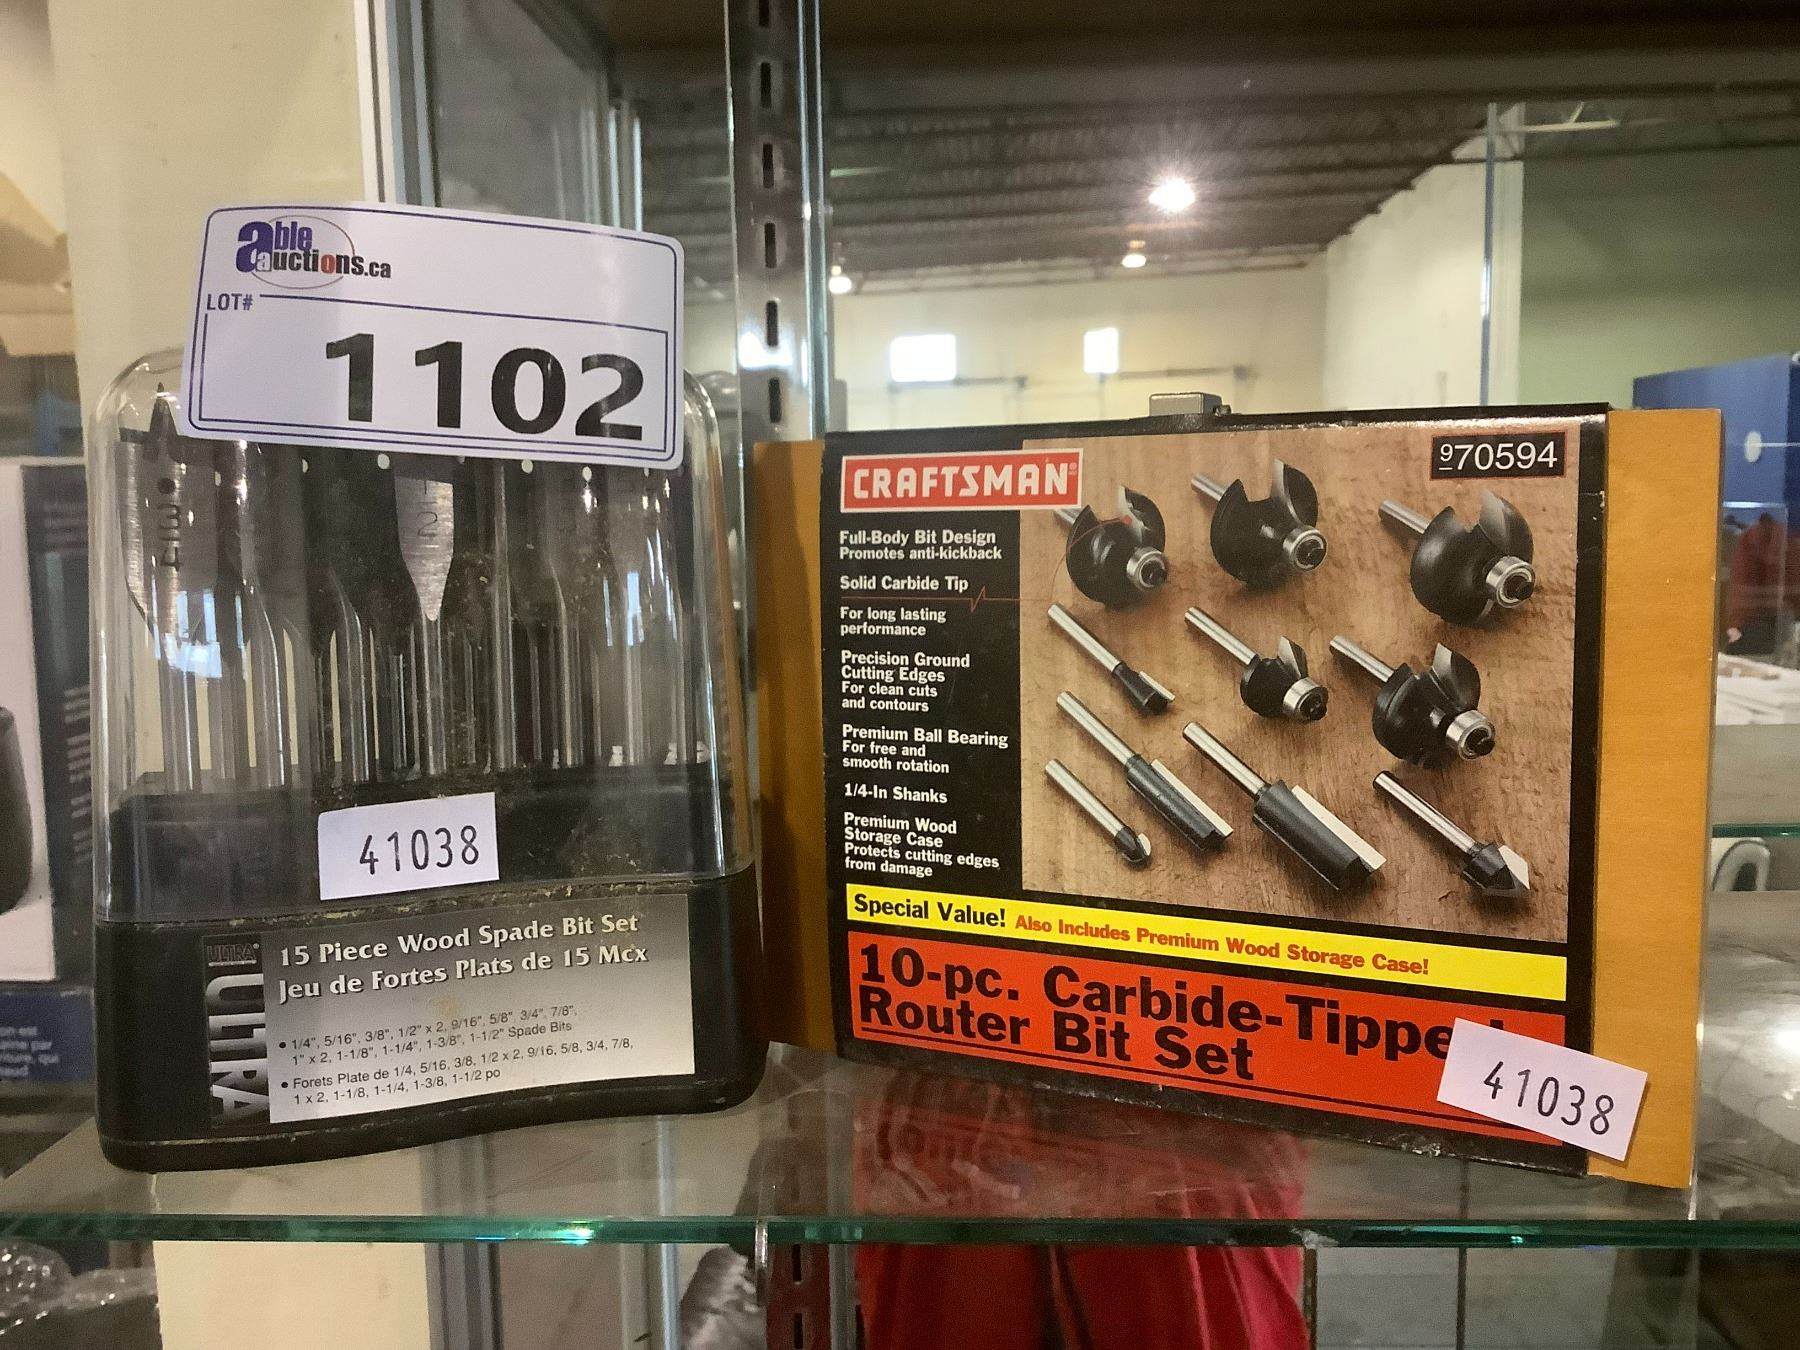 able
auctions.ca
LOT#
1102
3/4
1/2
41038
ULTRA
ULTRA
15 Piece Wood Spade Bit Set
Jeu de Fortes Plats de 15 Mcx
• 1/4", 5/16", 3/8", 1/2" x 2, 9/16", 5/8", 3/4", 7/8",
1" x 2, 1-1/8", 1-1/4", 1-3/8", 1-1/2" Spade Bits
• Forets Plate de 1/4, 5/16, 3/8, 1/2 x 2, 9/16, 5/8, 3/4, 7/8,
1 x 2, 1-1/8, 1-1/4, 1-3/8, 1-1/2 po
CRAFTSMAN®
970594
Full-Body Bit Design
Promotes anti-kickback
Solid Carbide Tip
For long lasting
performance
Precision Ground
Cutting Edges
For clean cuts
and contours
Premium Ball Bearing
For free and
smooth rotation
1/4-In Shanks
Premium Wood
Storage Case
Protects cutting edges
from damage
Special Value! Also Includes Premium Wood Storage Case!
10-pc. Carbide-Tippe
Router Bit Set
41038